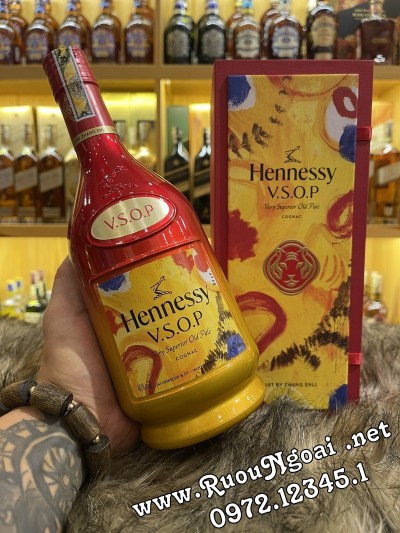 V.S.O.P
Hennessy
V.S.O.P
Very Superior Old Pale
COGNAC
Hennessy
V.S.O.P
Very Superior Old Pale
COGNAC
ART BY ZHANG ENLI
www.RuouNgoai .net
0972.12345.1